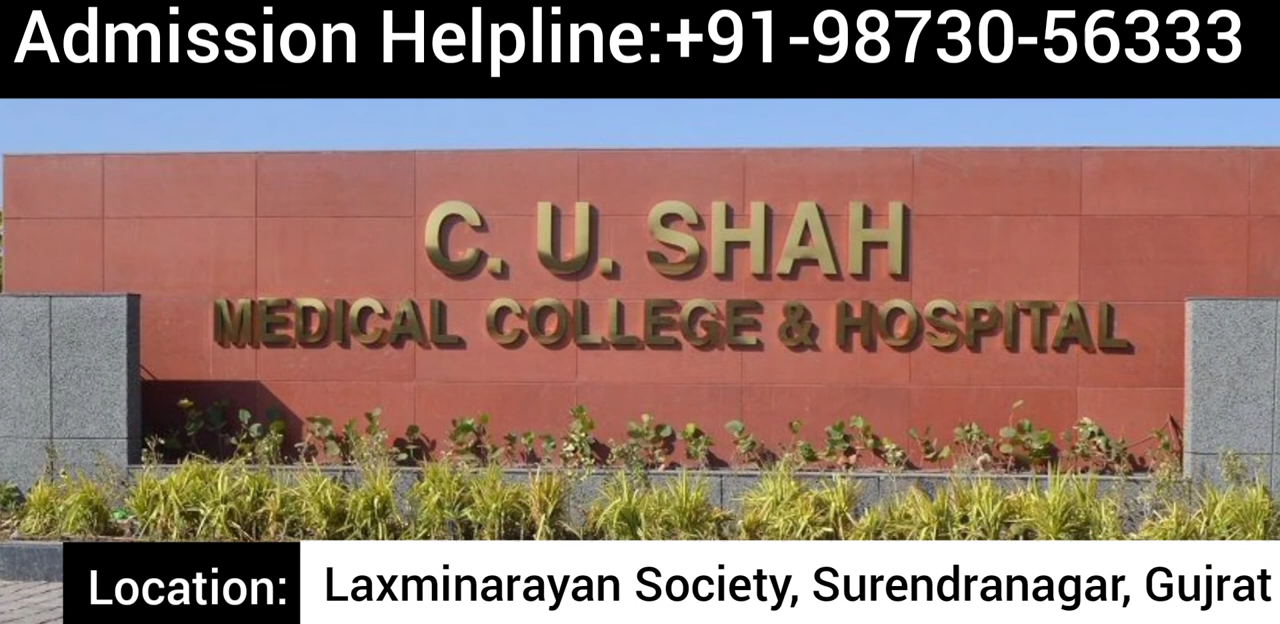 Admission Helpline:+91-98730-56333
C. U. SHAH
MEDICAL COLLEGE & HOSPITAL
Location: Laxminarayan Society, Surendranagar, Gujrat